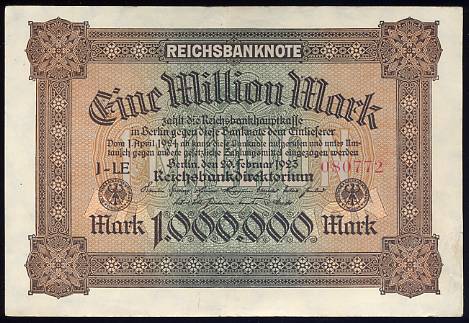 REICHSBANKNOTE
Eine Million Mark
zahlt die Reichsbankhauptkasse
in Berlin gegen diese Banknote dem Einlieferer
Vom 1. April 1924 ab kann diese Banknote aufgerufen und unter Um-
tausch gegen andere gesetzliche Zahlungsmittel eingezogen werden
Berlin, den 20. Februar 1923
J-LE 080772
Reichsbankdirektorium
Mark 1.000.000 Mark